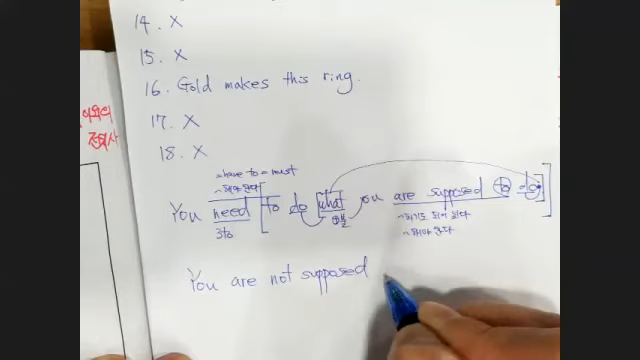 14. X
15. X
16. Gold makes this ring.
17. X
18. X
=have to = must
~해야 한다
You need [to do [what you are supposed to do]]
3to
~하기로 되어 있다
~해야 한다
You are not supposed